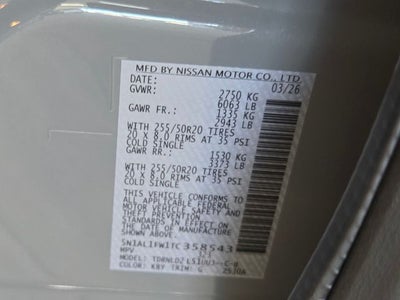 MFD BY NISSAN MOTOR CO., LTD
DATE: 03/26
GVWR: 2750 KG
6063 LB
GAWR FR.: 1335 KG
2943 LB
WITH 255/50R20 TIRES
20 X 8.0 RIMS AT 35 PSI
COLD SINGLE
GAWR RR.: 1530 KG
3373 LB
WITH 255/50R20 TIRES
20 X 8.0 RIMS AT 35 PSI
COLD SINGLE
THIS VEHICLE CONFORMS TO
ALL APPLICABLE FEDERAL
MOTOR VEHICLE SAFETY AND
THEFT PREVENTION
STANDARDS IN EFFECT ON
THE DATE OF MANUFACTURE
SHOWN ABOVE.
5N1AL1FW1TC358543
MPV
MODEL:
COLOR: KBY TRIM: G